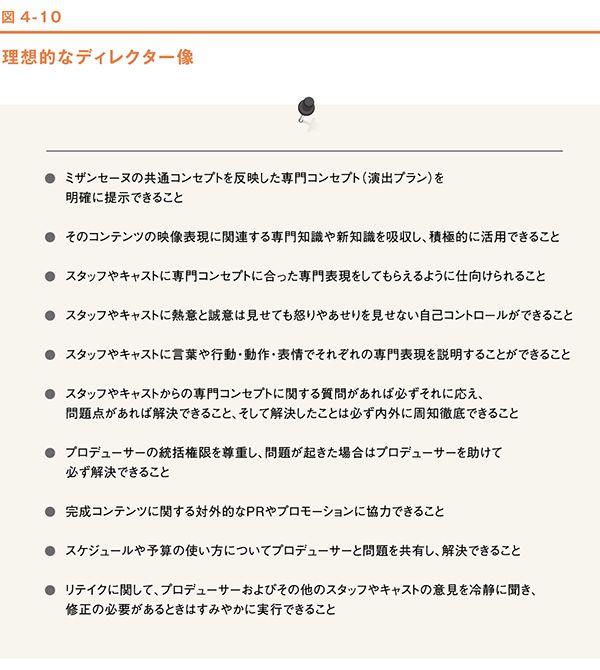 図 4-10
理想的なディレクター像
● ミザンセーヌの共通コンセプトを反映した専門コンセプト（演出プラン）を
明確に提示できること
● そのコンテンツの映像表現に関連する専門知識や新知識を吸収し、積極的に活用できること
● スタッフやキャストに専門コンセプトに合った専門表現をしてもらえるように仕向けられること
● スタッフやキャストに熱意と誠意は見せても怒りやあせりを見せない自己コントロールができること
● スタッフやキャストに言葉や行動・動作・表情でそれぞれの専門表現を説明することができること
● スタッフやキャストからの専門コンセプトに関する質問があれば必ずそれに応え、
問題点があれば解決できること、そして解決したことは必ず内外に周知徹底できること
● プロデューサーの統括権限を尊重し、問題が起きた場合はプロデューサーを助けて
必ず解決できること
● 完成コンテンツに関する対外的なPRやプロモーションに協力できること
● スケジュールや予算の使い方についてプロデューサーと問題を共有し、解決できること
● リテイクに関して、プロデューサーおよびその他のスタッフやキャストの意見を冷静に聞き、
修正の必要があるときはすみやかに実行できること